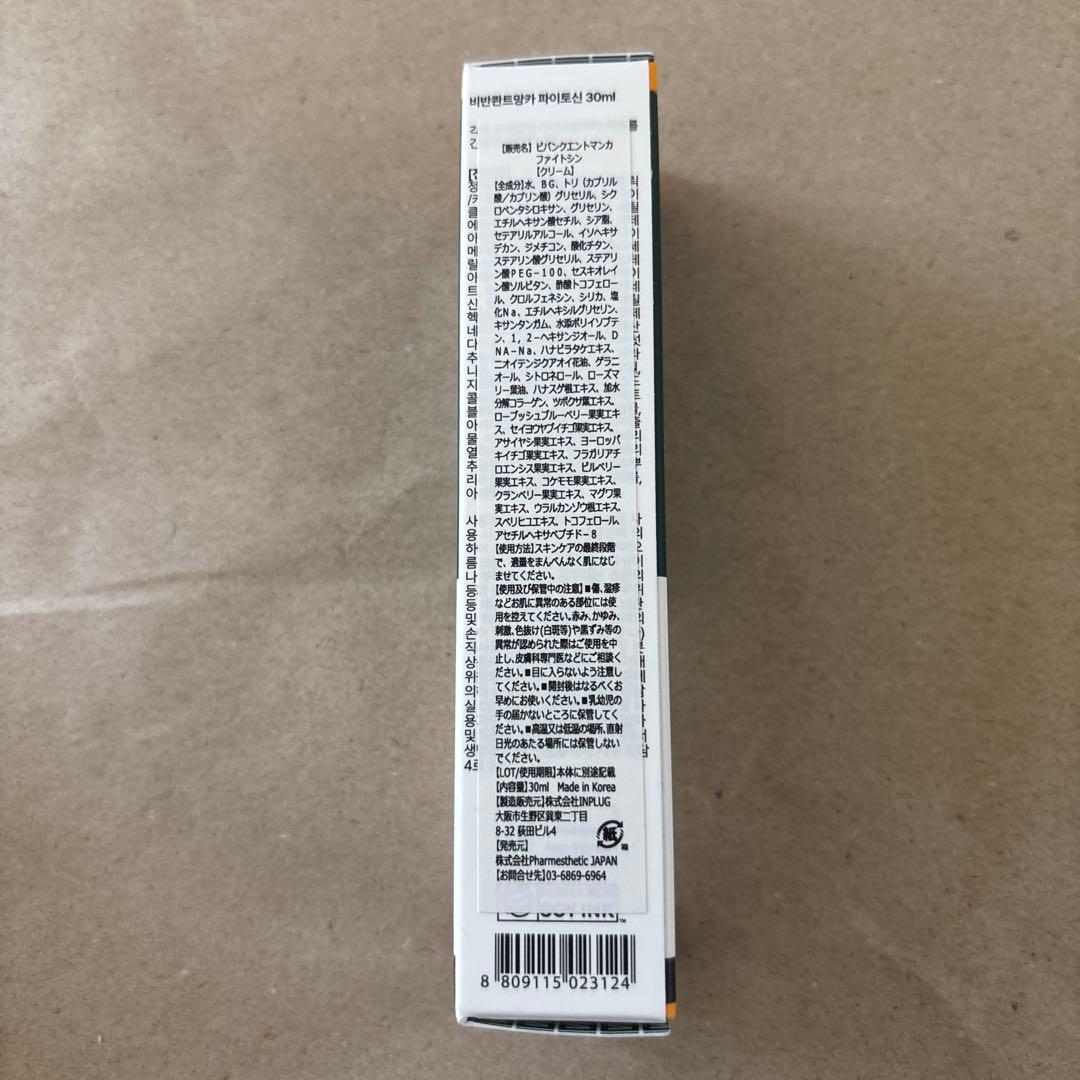 비반콴트망카 파이토신 30ml
【販売名】 ビバンクエントマンカ
ファイトシン
【クリーム】
【全成分】水、BG、トリ(カプリル
酸/カプリン酸)グリセリル、シク
ロペンタシロキサン、グリセリン、
エチルヘキサン酸セチル、シア脂、
セテアリルアルコール、イソヘキサ
デカン、ジメチコン、酸化チタン、
ステアリン酸グリセリル、ステアリ
ン酸PEG-100、セスキオレイ
ン酸ソルビタン、酢酸トコフェロー
ル、クロルフェネシン、シリカ、塩
化Na、エチルヘキシルグリセリン、
キサンタンガム、水添ポリイソブテ
ン、1,2-ヘキサンジオール、D
NA-Na、ハナビラタケエキス、
ニオイテンジクアオイ花油、ゲラニ
オール、シトロネロール、ローズマ
リー葉油、ハナスゲ根エキス、加水
分解コラーゲン、ツボクサ葉エキス、
ローブッシュブルーベリー果実エキ
ス、セイヨウヤブイチゴ果実エキス、
アサイヤシ果実エキス、ヨーロッパ
キイチゴ果実エキス、フラガリアチ
ロエンシス果実エキス、ビルベリー
果実エキス、コケモモ果実エキス、
クランベリー果実エキス、マグワ果
実エキス、ウラルカンゾウ根エキス、
スベリヒユエキス、トコフェロール、
アセチルヘキサペプチド-8
【使用方法】スキンケアの最終段階
で、適量をまんべんなく肌になじ
ませてください。
【使用及び保管中の注意】■傷、湿疹
などお肌に異常のある部位には使
用を控えてください。赤み、かゆみ、
刺激、色抜け(白斑等)や黒ずみ等の
異常が認められた際はご使用を中
止し、皮膚科専門医などにご相談く
ださい。■目に入らないよう注意し
てください。■開封後はなるべくお
早めにお使いください。■乳幼児の
手の届かないところに保管してく
ださい。■高温又は低温の場所、直射
日光のあたる場所には保管しない
でください。
【LOT/使用期限】本体に別途記載
【内容量】30ml Made in Korea
【製造販売元】株式会社INPLUG
大阪市生野区巽東二丁目
8-32 荻田ビル4
紙
箱
【発売元】
株式会社Pharmesthetic JAPAN
【お問合せ先】03-6869-6964
SOY INK™
8 809115 023124